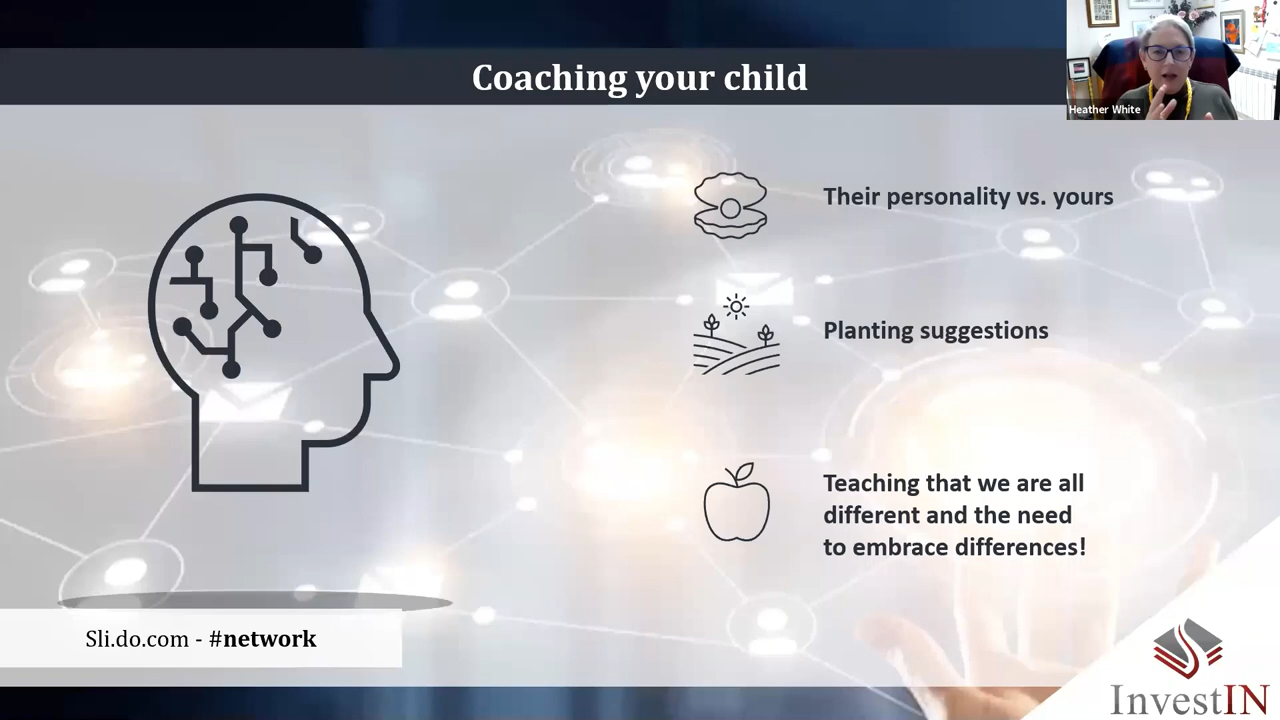 Coaching your child
Heather White
Their personality vs. yours
Planting suggestions
Teaching that we are all
different and the need
to embrace differences!
Sli.do.com - #network
InvestIN